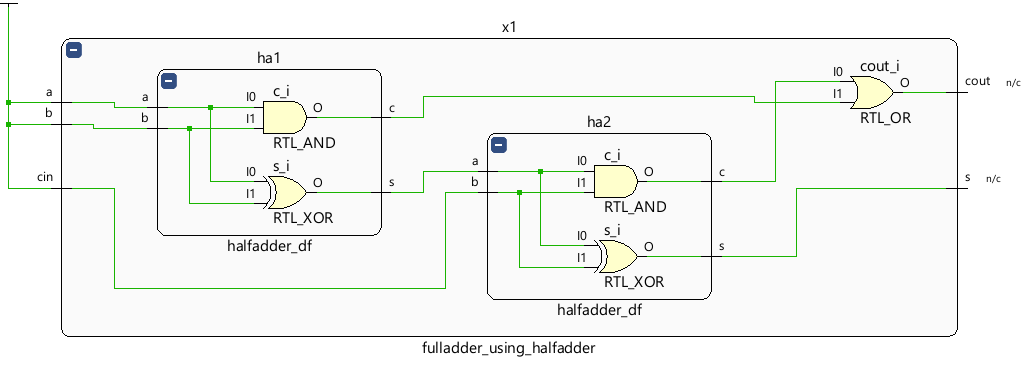 x1
ha1
a
b
cin
a
b
I0
I1
c_i
O
RTL_AND
c
I0
I1
s_i
O
RTL_XOR
s
halfadder_df
ha2
a
b
I0
I1
c_i
O
RTL_AND
c
I0
I1
s_i
O
RTL_XOR
s
halfadder_df
cout_i
I0
I1
O
RTL_OR
cout n/c
s n/c
fulladder_using_halfadder